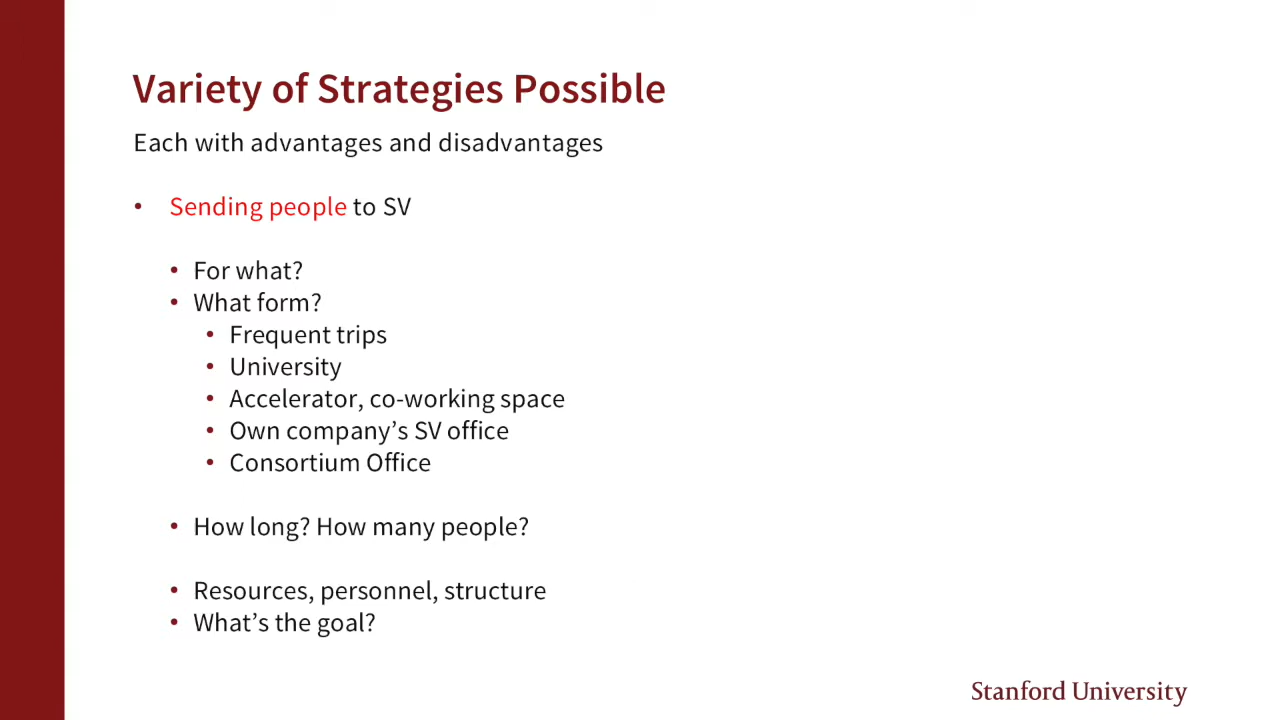 Variety of Strategies Possible
Each with advantages and disadvantages
• Sending people to SV
• For what?
• What form?
• Frequent trips
• University
• Accelerator, co-working space
• Own company’s SV office
• Consortium Office
• How long? How many people?
• Resources, personnel, structure
• What’s the goal?
Stanford University